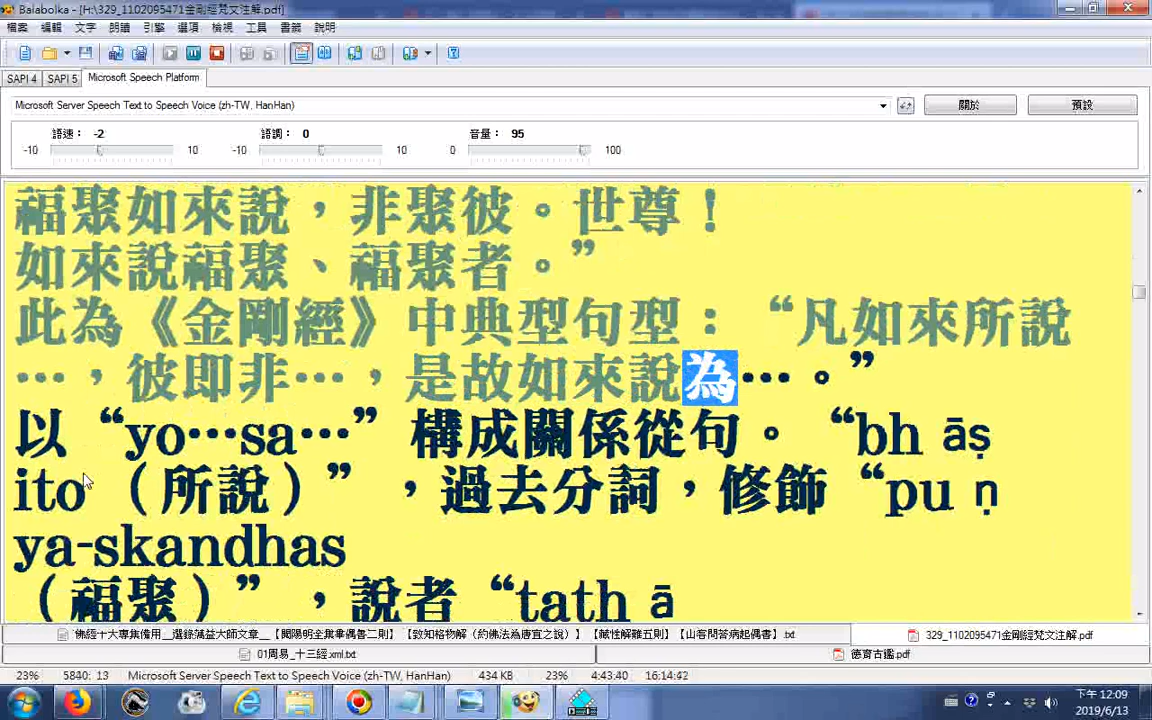 Balabolka - [H:\329_1102095471金剛經梵文注解.pdf]
檔案 編輯 文字 朗讀 引擎 選項 檢視 工具 書籤 說明
SAPI 4 SAPI 5 Microsoft Speech Platform
Microsoft Server Speech Text to Speech Voice (zh-TW, HanHan) 關於 預設
語速： -2 語調： 0 音量： 95
-10 10 -10 10 0 100
福聚如來說，非聚彼。世尊！
如來說福聚、福聚者。”
此為《金剛經》中典型句型：“凡如來所說
…，彼即非…，是故如來說為…。”
以“yo…sa…”構成關係從句。“bh āṣ
ito（所說）”，過去分詞，修飾“pu ṇ
ya-skandhas
（福聚）”，說者“tath ā
329_1102095471金剛經梵文注解.pdf
01周易_十三經.xml.txt 德育古鑑.pdf
23% 5840: 13 Microsoft Server Speech Text to Speech Voice (zh-TW, HanHan) 434 KB 23% 4:43:40 16:14:42
下午 12:09
2019/6/13